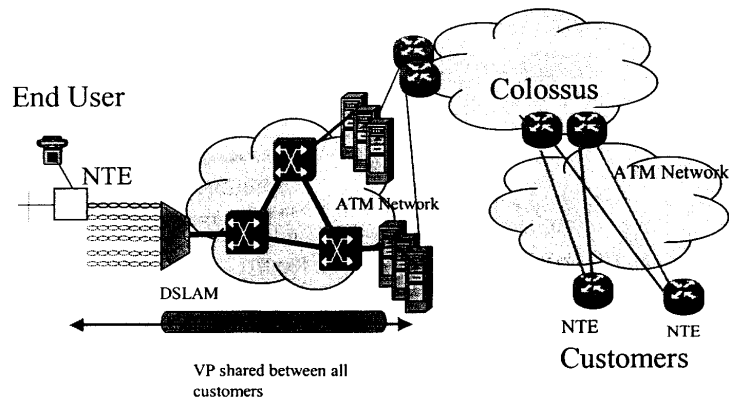 End User
Colossus
NTE
ATM Network
ATM Network
DSLAM
NTE
NTE
Customers
VP shared between all
customers